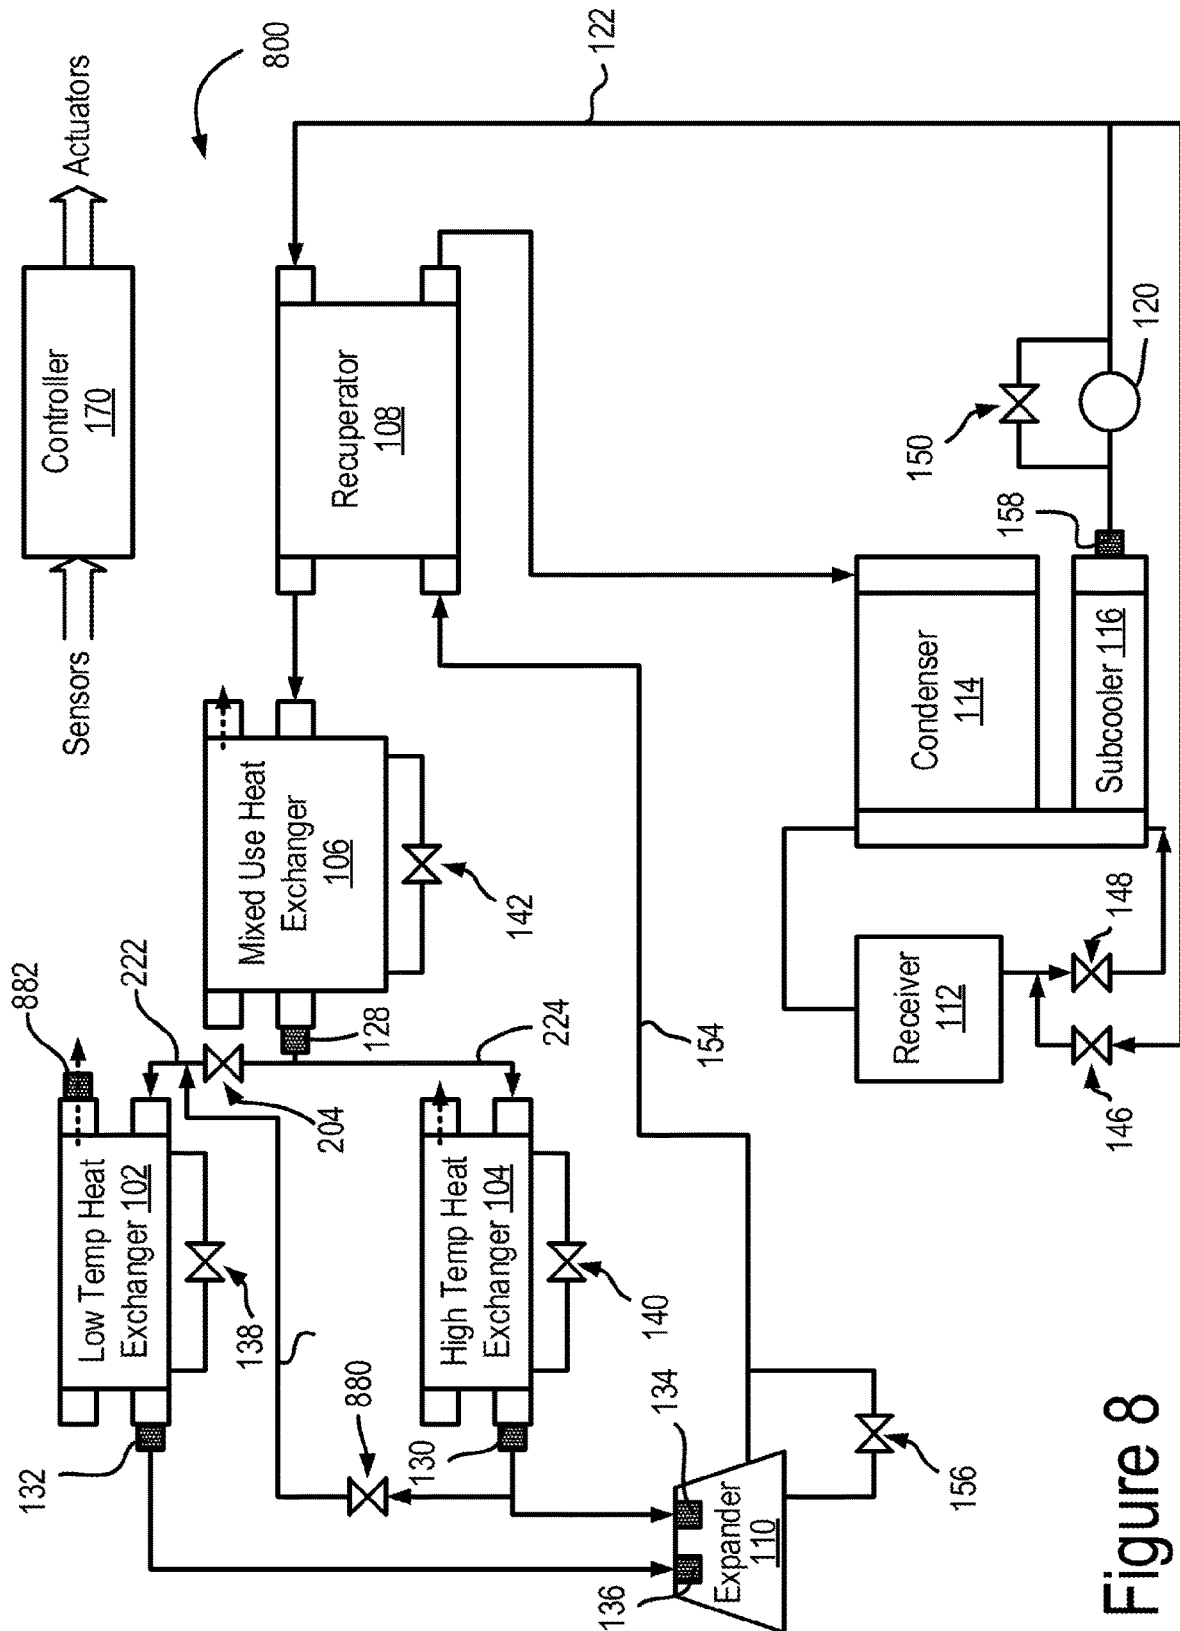 800
Controller
170
Sensors
Actuators
882
222
Low Temp Heat
Exchanger 102
132
138
Mixed Use Heat
Exchanger
106
142
128
204
224
Recuperator
108
122
880
High Temp Heat
Exchanger 104
130
140
134
136
Expander
110
156
154
Receiver
112
146
148
Condenser
114
Subcooler 116
158
150
120
Figure 8